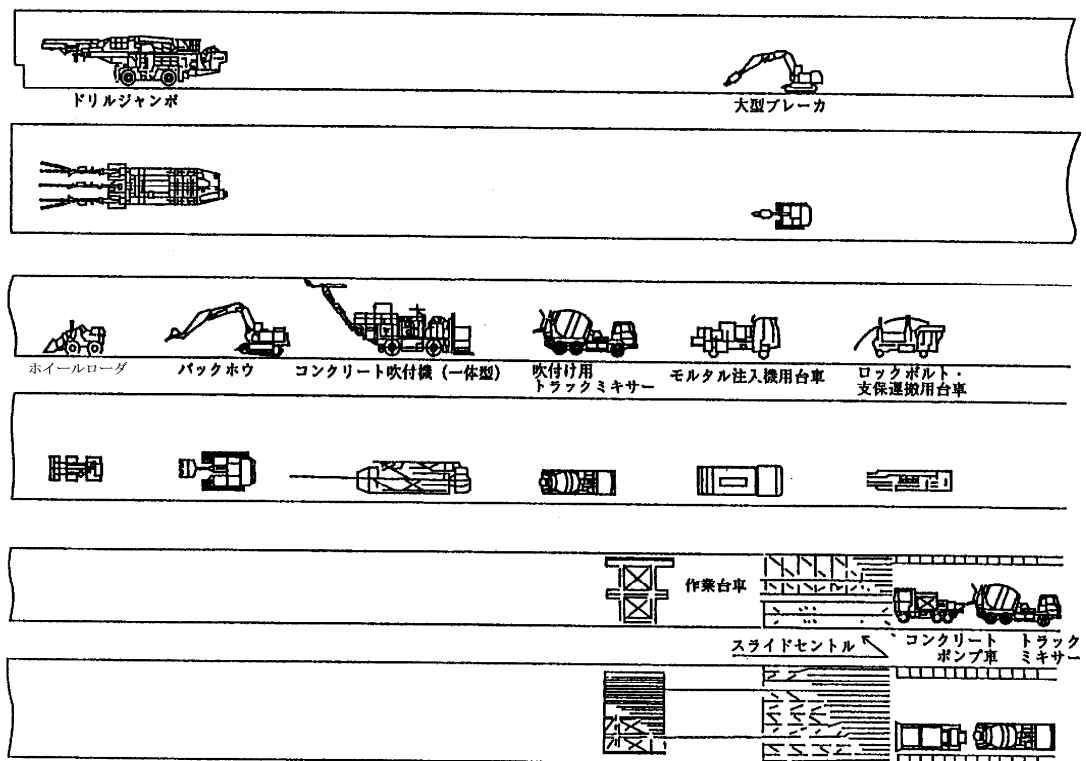 ドリルジャンボ
大型ブレーカ
ホイールローダ
バックホウ
コンクリート吹付機（一体型）
吹付け用
トラックミキサー
モルタル注入機用台車
ロックボルト・
支保運搬用台車
作業台車
スライドセントル
コンクリート
ポンプ車
トラック
ミキサー